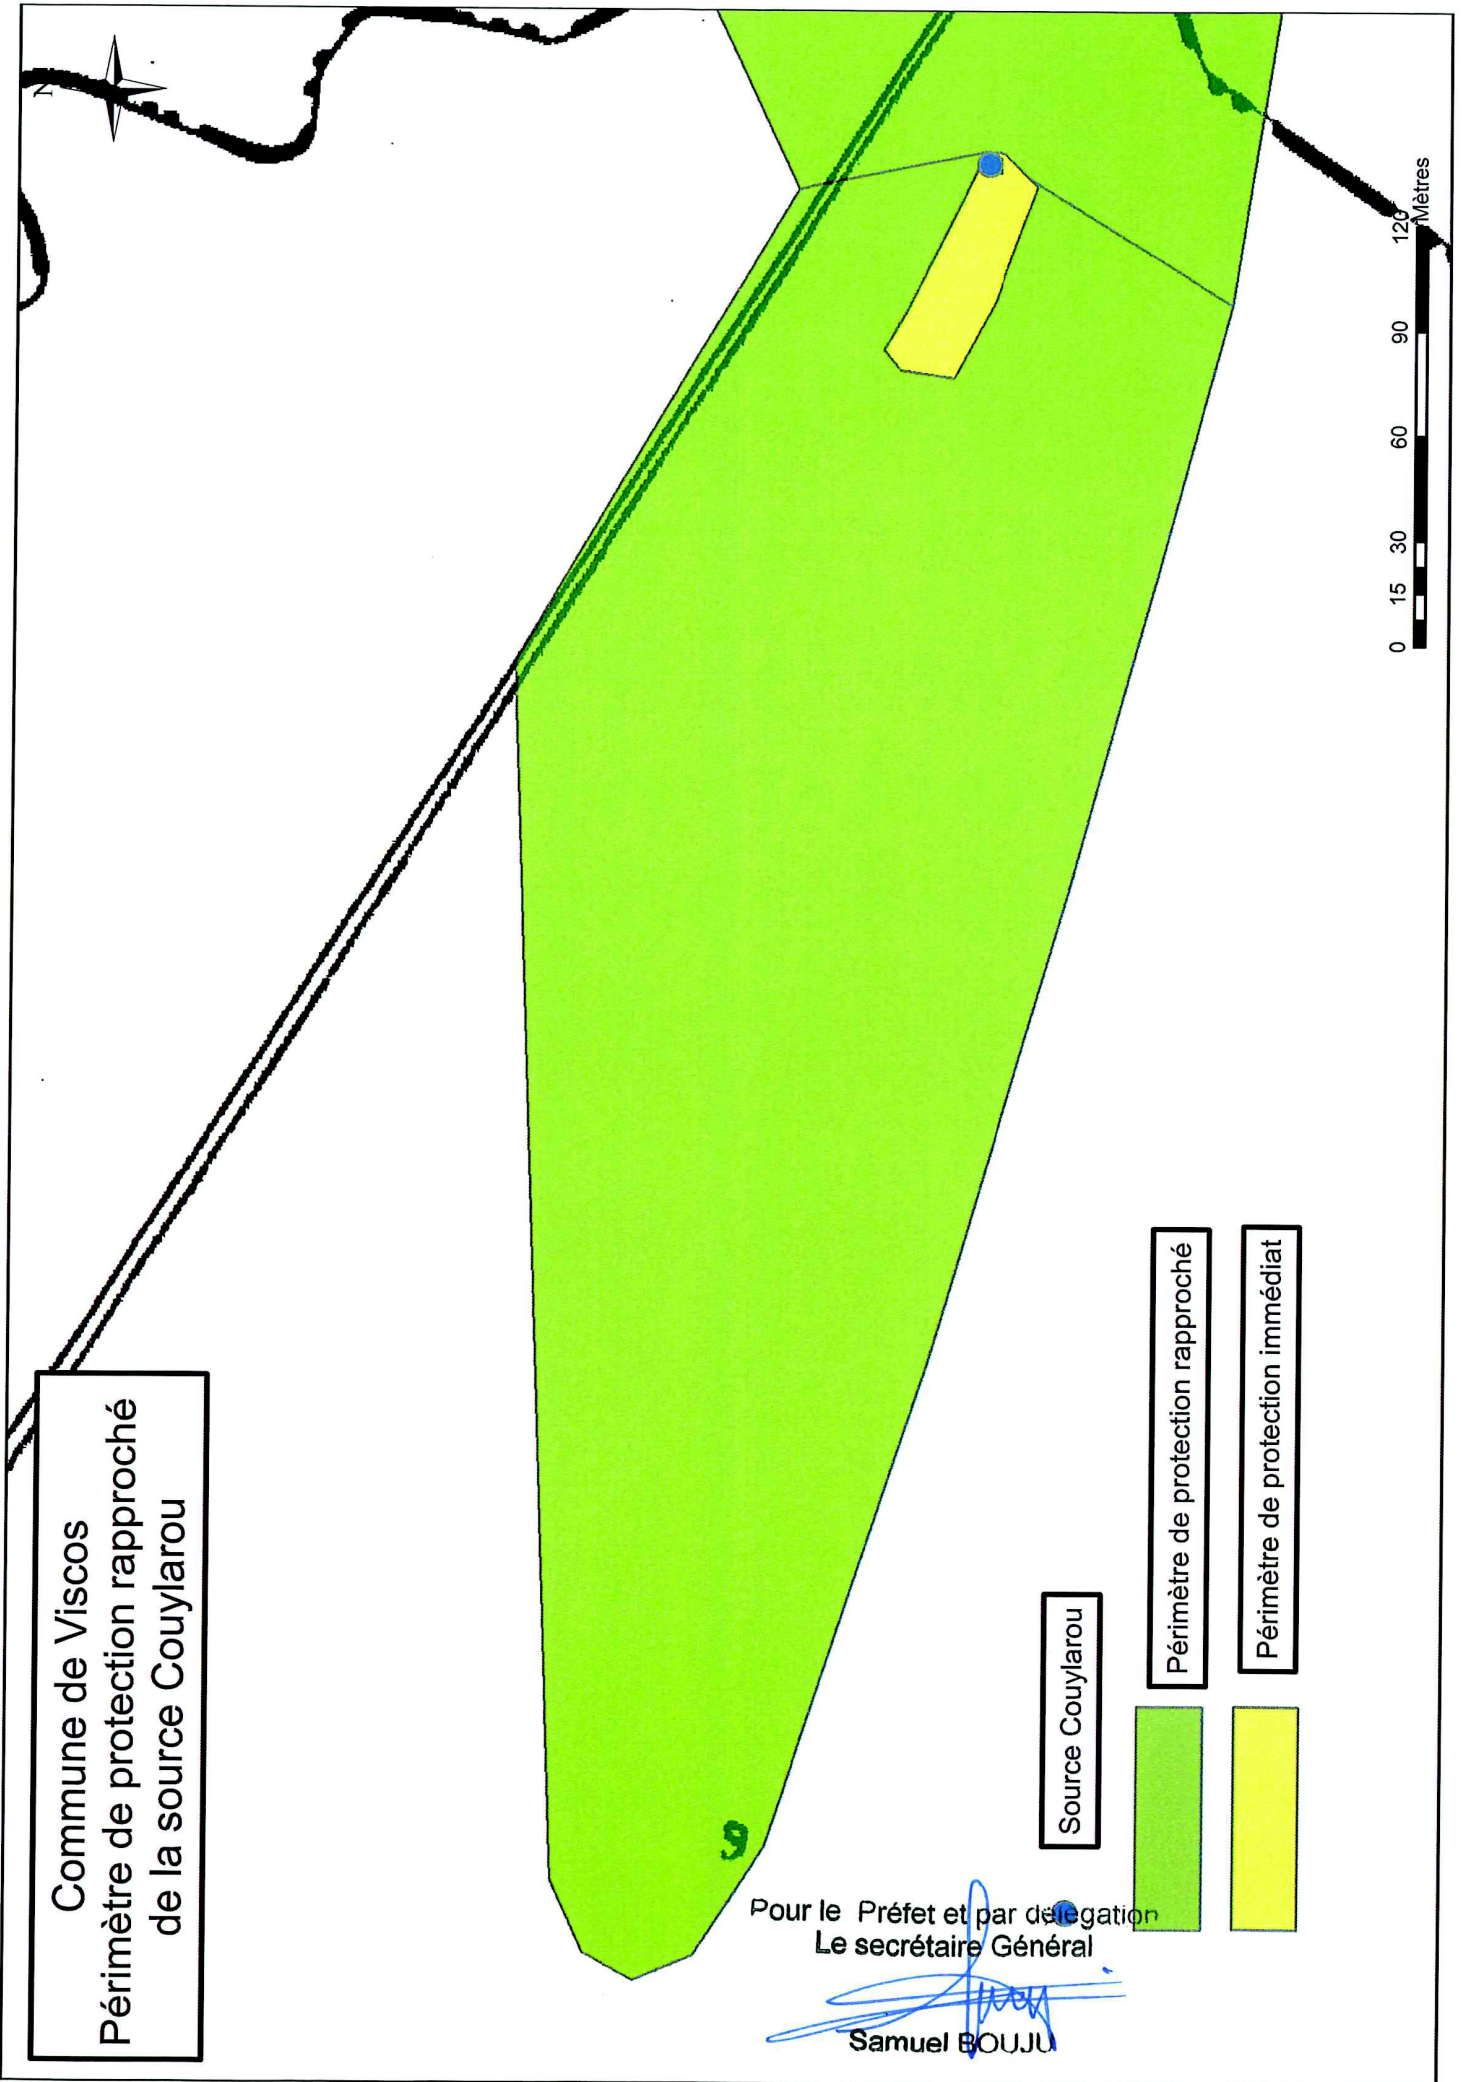 Commune de Viscos
Périmètre de protection rapproché
de la source Couylarou
N
9
Source Couylarou
Périmètre de protection rapproché
Périmètre de protection immédiat
0 15 30 60 90 120
Mètres
Pour le Préfet et par délégation
Le secrétaire Général
Samuel BOUJU